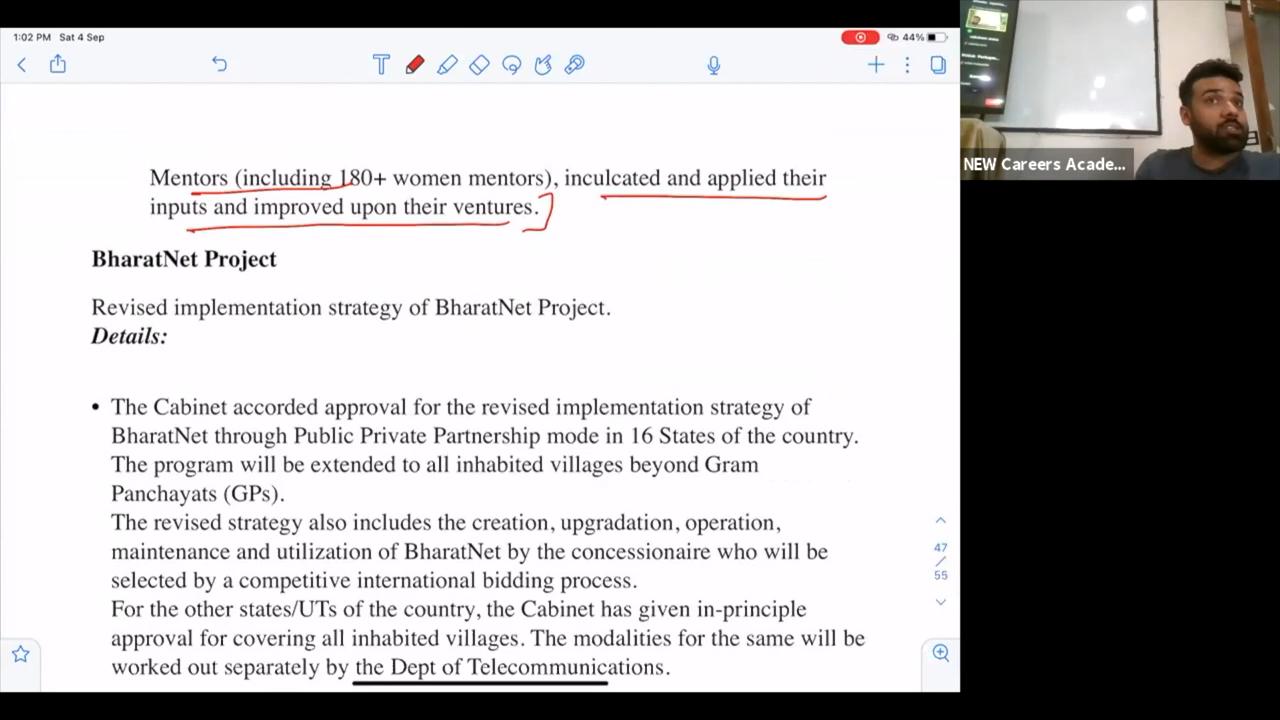 1:02 PM Sat 4 Sep
44%
Mentors (including 180+ women mentors), inculcated and applied their
inputs and improved upon their ventures.
BharatNet Project
Revised implementation strategy of BharatNet Project.
Details:
• The Cabinet accorded approval for the revised implementation strategy of
BharatNet through Public Private Partnership mode in 16 States of the country.
The program will be extended to all inhabited villages beyond Gram
Panchayats (GPs).
The revised strategy also includes the creation, upgradation, operation,
maintenance and utilization of BharatNet by the concessionaire who will be
selected by a competitive international bidding process.
For the other states/UTs of the country, the Cabinet has given in-principle
approval for covering all inhabited villages. The modalities for the same will be
worked out separately by the Dept of Telecommunications.
47
/
55
NEW Careers Acade...